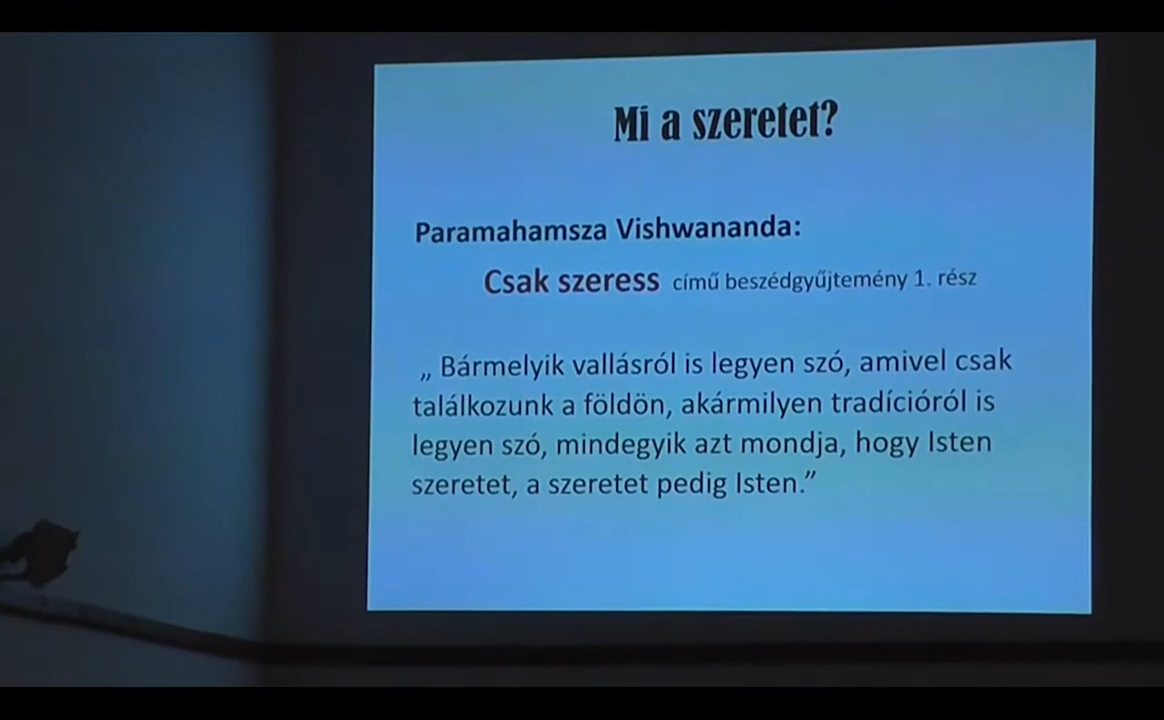 Mi a szeretet?
Paramahamsza Vishwananda:
Csak szeress című beszédgyűjtemény 1. rész
„ Bármelyik vallásról is legyen szó, amivel csak
találkozunk a földön, akármilyen tradícióról is
legyen szó, mindegyik azt mondja, hogy Isten
szeretet, a szeretet pedig Isten.”